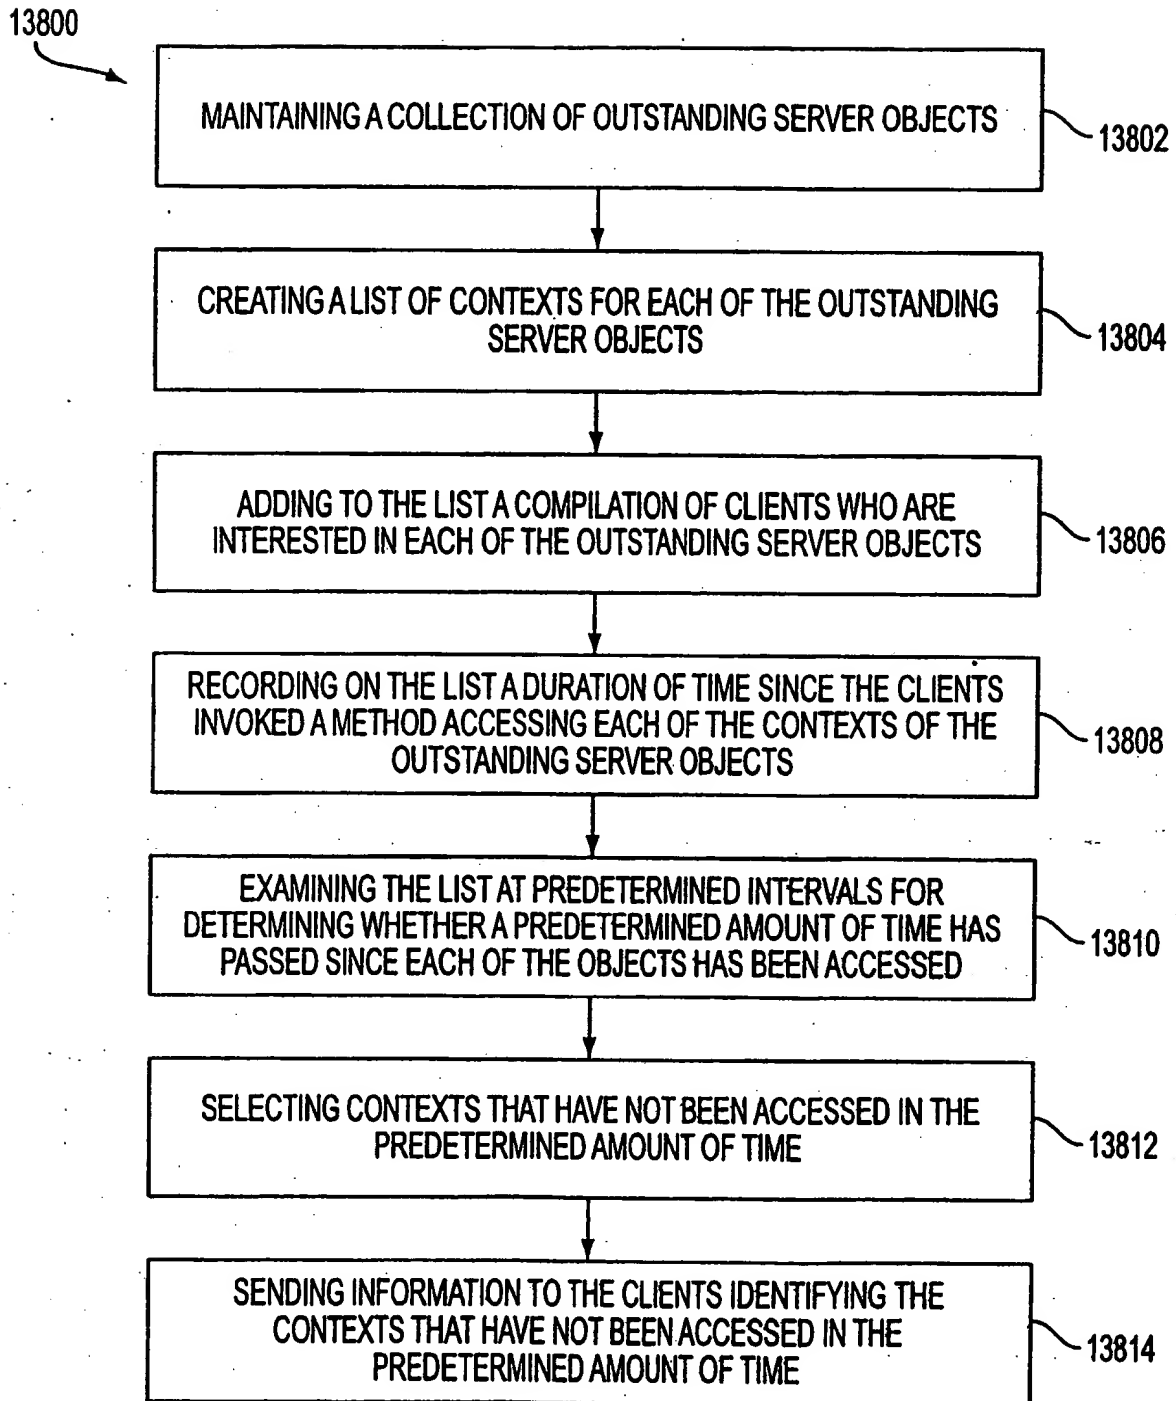 13800
MAINTAINING A COLLECTION OF OUTSTANDING SERVER OBJECTS
13802
CREATING A LIST OF CONTEXTS FOR EACH OF THE OUTSTANDING
SERVER OBJECTS
13804
ADDING TO THE LIST A COMPILATION OF CLIENTS WHO ARE
INTERESTED IN EACH OF THE OUTSTANDING SERVER OBJECTS
13806
RECORDING ON THE LIST A DURATION OF TIME SINCE THE CLIENTS
INVOKED A METHOD ACCESSING EACH OF THE CONTEXTS OF THE
OUTSTANDING SERVER OBJECTS
13808
EXAMINING THE LIST AT PREDETERMINED INTERVALS FOR
DETERMINING WHETHER A PREDETERMINED AMOUNT OF TIME HAS
PASSED SINCE EACH OF THE OBJECTS HAS BEEN ACCESSED
13810
SELECTING CONTEXTS THAT HAVE NOT BEEN ACCESSED IN THE
PREDETERMINED AMOUNT OF TIME
13812
SENDING INFORMATION TO THE CLIENTS IDENTIFYING THE
CONTEXTS THAT HAVE NOT BEEN ACCESSED IN THE
PREDETERMINED AMOUNT OF TIME
13814